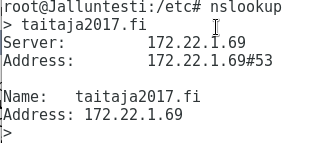 root@Jalluntesti:/etc# nslookup
> taitaja2017.fi
Server:         172.22.1.69
Address:        172.22.1.69#53

Name:   taitaja2017.fi
Address: 172.22.1.69
>